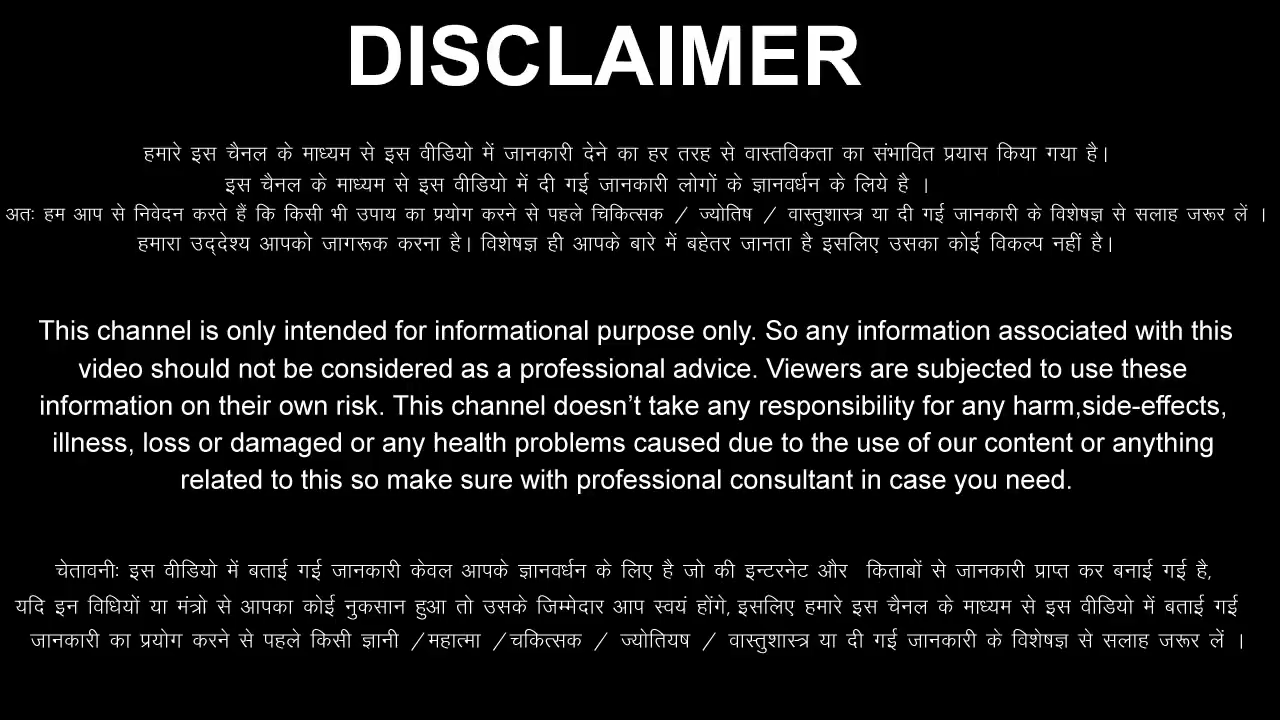 DISCLAIMER
हमारे इस चैनल के माध्यम से इस वीडियो में जानकारी देने का हर तरह से वास्तविकता का संभावित प्रयास किया गया है।
इस चैनल के माध्यम से इस वीडियो में दी गई जानकारी लोगों के ज्ञानवर्धन के लिये है ।
अतः हम आप से निवेदन करते हैं कि किसी भी उपाय का प्रयोग करने से पहले चिकित्सक / ज्योतिष / वास्तुशास्त्र या दी गई जानकारी के विशेषज्ञ से सलाह जरूर लें ।
हमारा उद्देश्य आपको जागरूक करना है। विशेषज्ञ ही आपके बारे में बहेतर जानता है इसलिए उसका कोई विकल्प नहीं है।
This channel is only intended for informational purpose only. So any information associated with this
video should not be considered as a professional advice. Viewers are subjected to use these
information on their own risk. This channel doesn’t take any responsibility for any harm,side-effects,
illness, loss or damaged or any health problems caused due to the use of our content or anything
related to this so make sure with professional consultant in case you need.
चेतावनीः इस वीडियो में बताई गई जानकारी केवल आपके ज्ञानवर्धन के लिए है जो की इन्टरनेट और किताबों से जानकारी प्राप्त कर बनाई गई है,
यदि इन विधियों या मंत्रो से आपका कोई नुकसान हुआ तो उसके जिम्मेदार आप स्वयं होंगे, इसलिए हमारे इस चैनल के माध्यम से इस वीडियो में बताई गई
जानकारी का प्रयोग करने से पहले किसी ज्ञानी /महात्मा /चकित्सक / ज्योतियष / वास्तुशास्त्र या दी गई जानकारी के विशेषज्ञ से सलाह जरूर लें ।